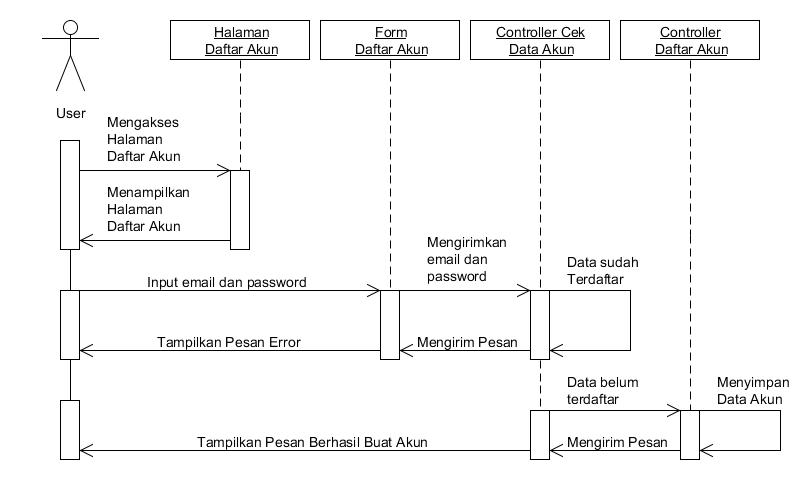 Halaman
Daftar Akun
Form
Daftar Akun
Controller Cek
Data Akun
Controller
Daftar Akun
User
Mengakses
Halaman
Daftar Akun
Menampilkan
Halaman
Daftar Akun
Input email dan password
Mengirimkan
email dan
password
Data sudah
Terdaftar
Tampilkan Pesan Error
Mengirim Pesan
Data belum
terdaftar
Menyimpan
Data Akun
Tampilkan Pesan Berhasil Buat Akun
Mengirim Pesan